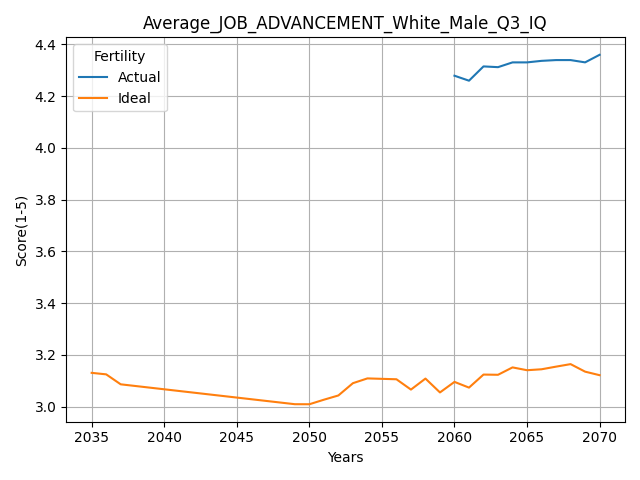 Average_JOB_ADVANCEMENT_White_Male_Q3_IQ
Fertility
Actual
Ideal
Score(1-5)
4.4
4.2
4.0
3.8
3.6
3.4
3.2
3.0
2035 2040 2045 2050 2055 2060 2065 2070
Years